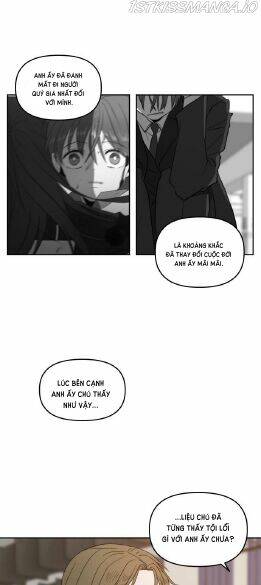 1STKISSMANGA.IO
ANH ẤY ĐÃ ĐÁNH
MẤT ĐI NGƯỜI
QUÝ GIÁ NHẤT ĐỐI
VỚI MÌNH.
LÀ KHOẢNG KHẮC
ĐÃ THAY ĐỔI CUỘC ĐỜI
ANH ẤY MÃI MÃI.
LÚC BÊN CẠNH
ANH ẤY CHÚ THẤY
NHƯ VẬY...
...LIỆU CHÚ ĐÃ
TỪNG THẤY TỘI LỖI
GÌ VỚI ANH ẤY CHƯA?